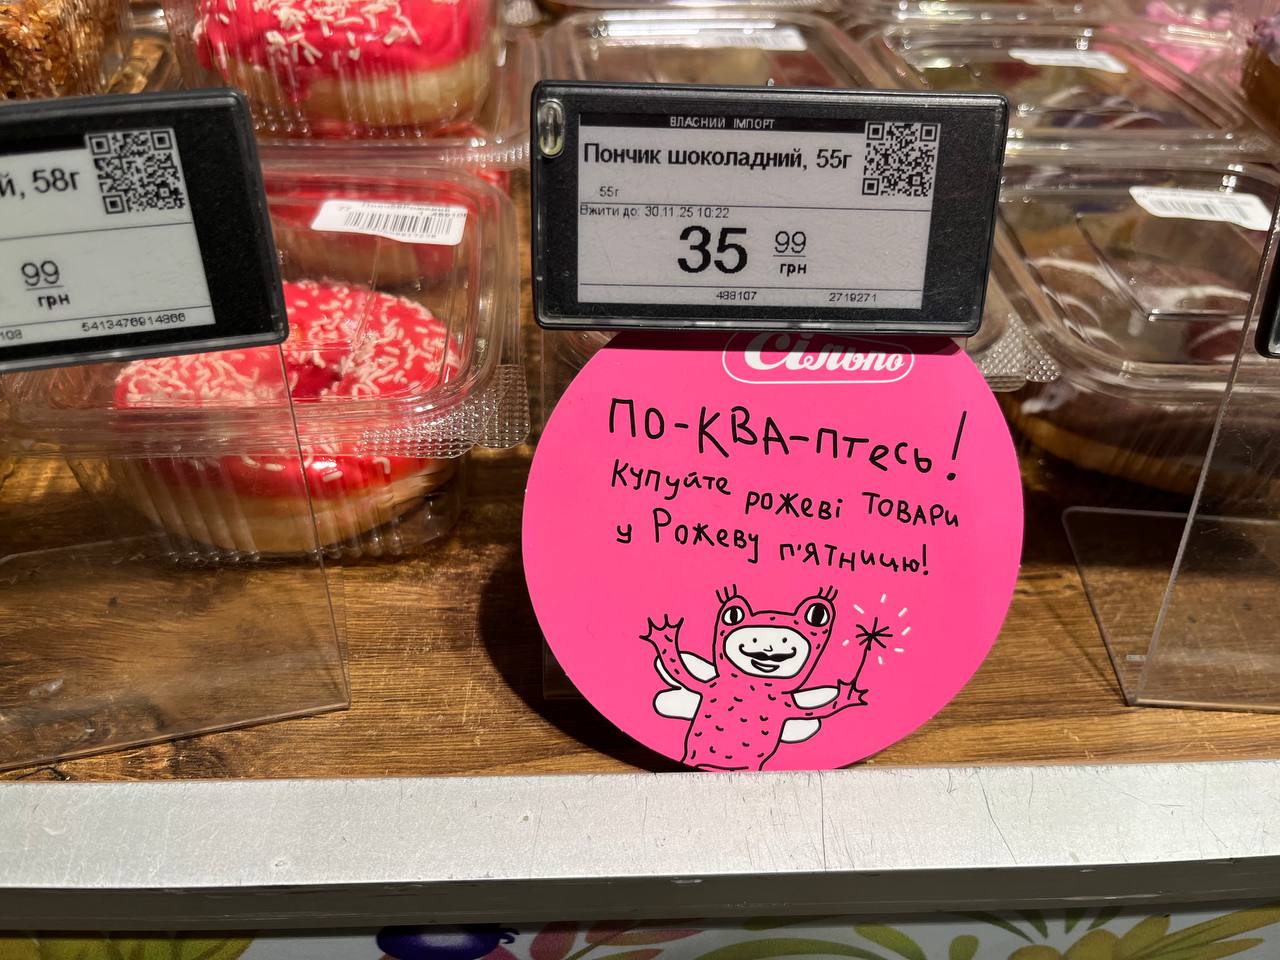 й, 58г
99
грн
5413476914866
ВЛАСНИЙ ІМПОРТ
Пончик шоколадний, 55г
55г
Вжити до: 30.11.25 10:22
35 99
грн
488107 2719271
Сільпо
ПО-КВА-птесь!
Купуйте рожеві товари
у Рожеву п'ятницю!